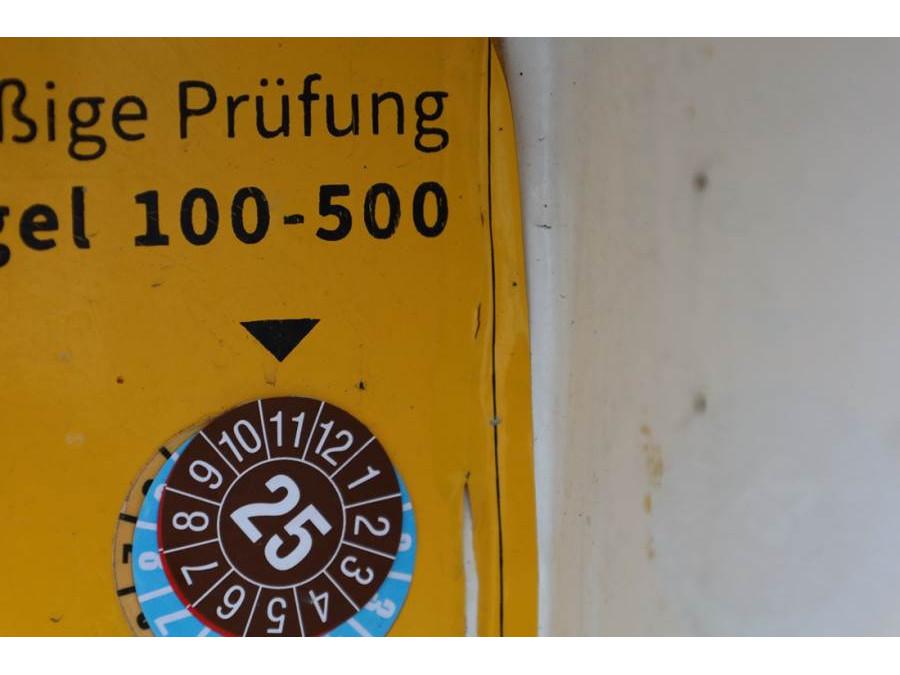 ßige Prüfung
gel 100-500
10 11 12 1 2 3 4 5 6 7 8 9
25